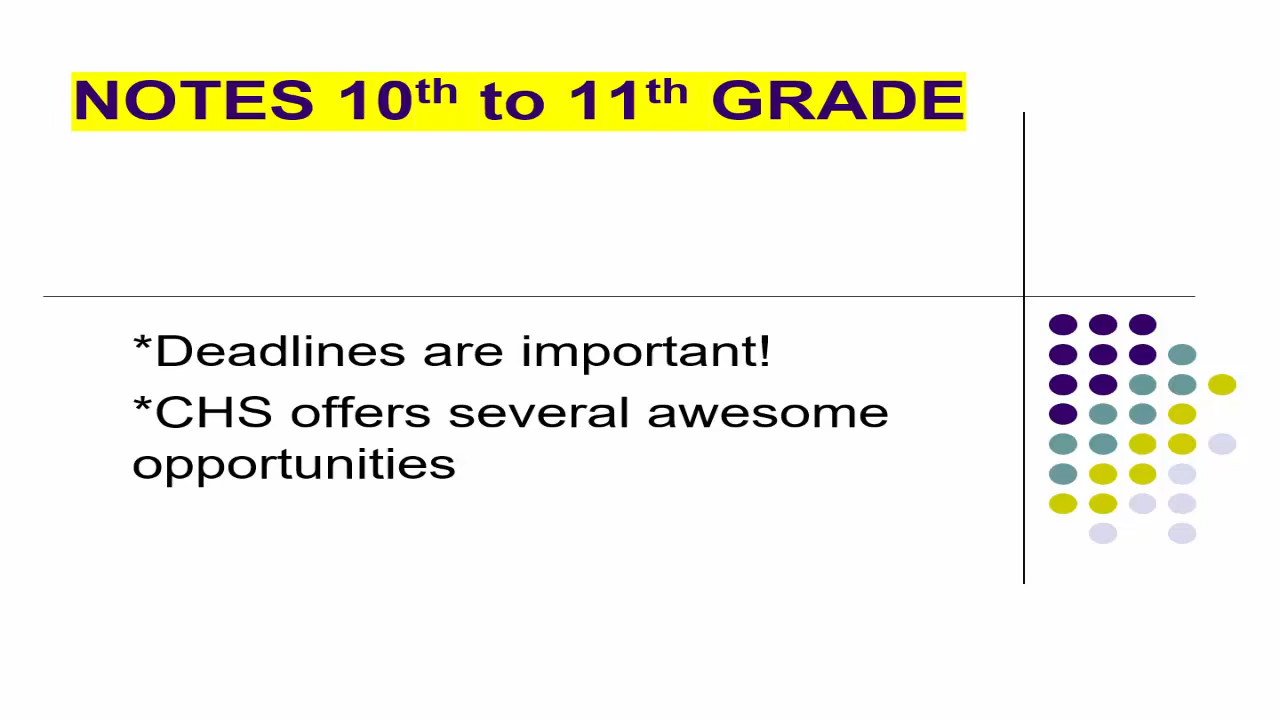 NOTES 10th to 11th GRADE
*Deadlines are important!
*CHS offers several awesome
opportunities